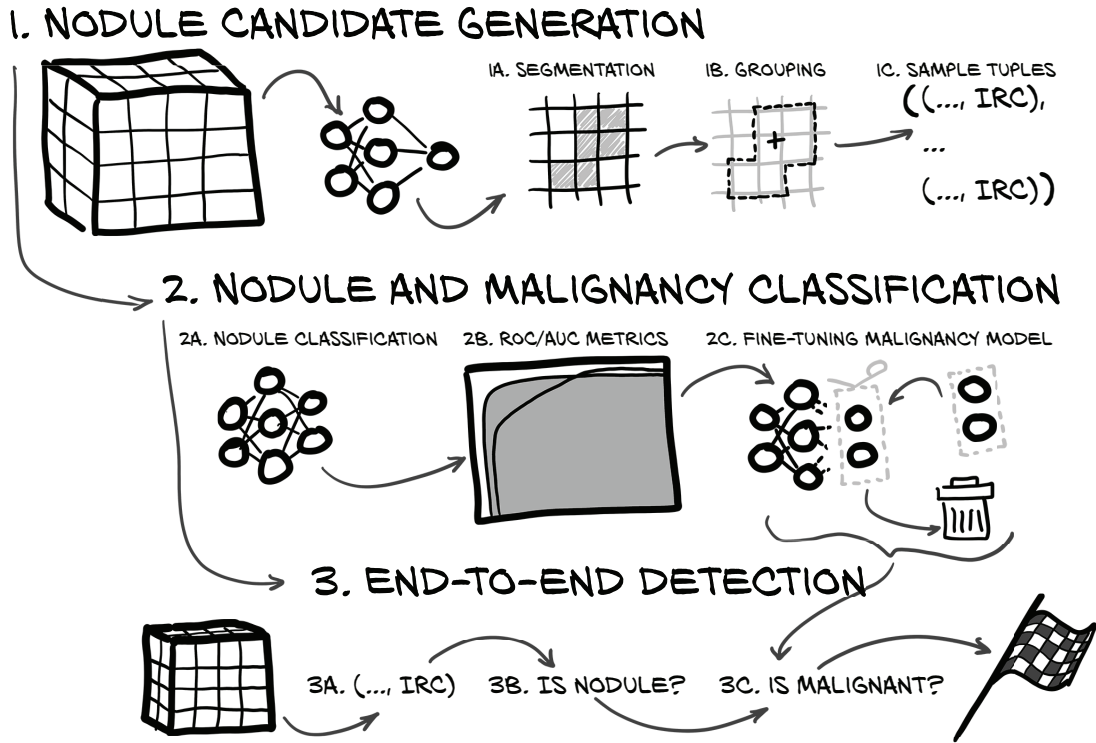 1. NODULE CANDIDATE GENERATION
1A. SEGMENTATION
1B. GROUPING
1C. SAMPLE TUPLES
((..., IRC),
...
(..., IRC))
2. NODULE AND MALIGNANCY CLASSIFICATION
2A. NODULE CLASSIFICATION
2B. ROC/AUC METRICS
2C. FINE-TUNING MALIGNANCY MODEL
3. END-TO-END DETECTION
3A. (..., IRC)
3B. IS NODULE?
3C. IS MALIGNANT?